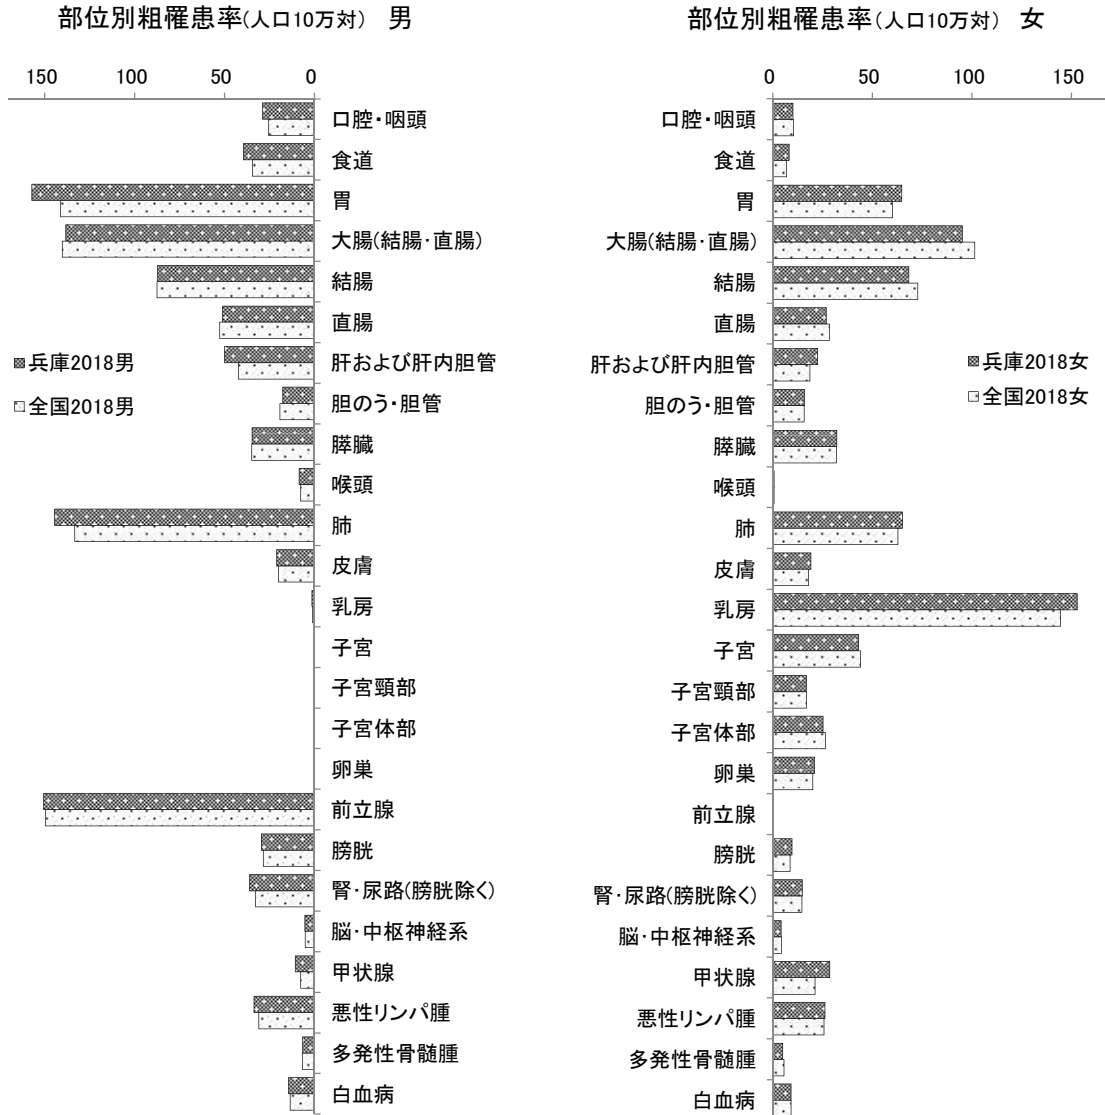 部位別粗罹患率(人口10万対) 男
150 100 50 0
口腔・咽頭
食道
胃
大腸(結腸・直腸)
結腸
直腸
肝および肝内胆管
胆のう・胆管
膵臓
喉頭
肺
皮膚
乳房
子宮
子宮頸部
子宮体部
卵巣
前立腺
膀胱
腎・尿路(膀胱除く)
脳・中枢神経系
甲状腺
悪性リンパ腫
多発性骨髄腫
白血病
兵庫2018男
全国2018男
部位別粗罹患率(人口10万対) 女
0 50 100 150
口腔・咽頭
食道
胃
大腸(結腸・直腸)
結腸
直腸
肝および肝内胆管
胆のう・胆管
膵臓
喉頭
肺
皮膚
乳房
子宮
子宮頸部
子宮体部
卵巣
前立腺
膀胱
腎・尿路(膀胱除く)
脳・中枢神経系
甲状腺
悪性リンパ腫
多発性骨髄腫
白血病
兵庫2018女
全国2018女